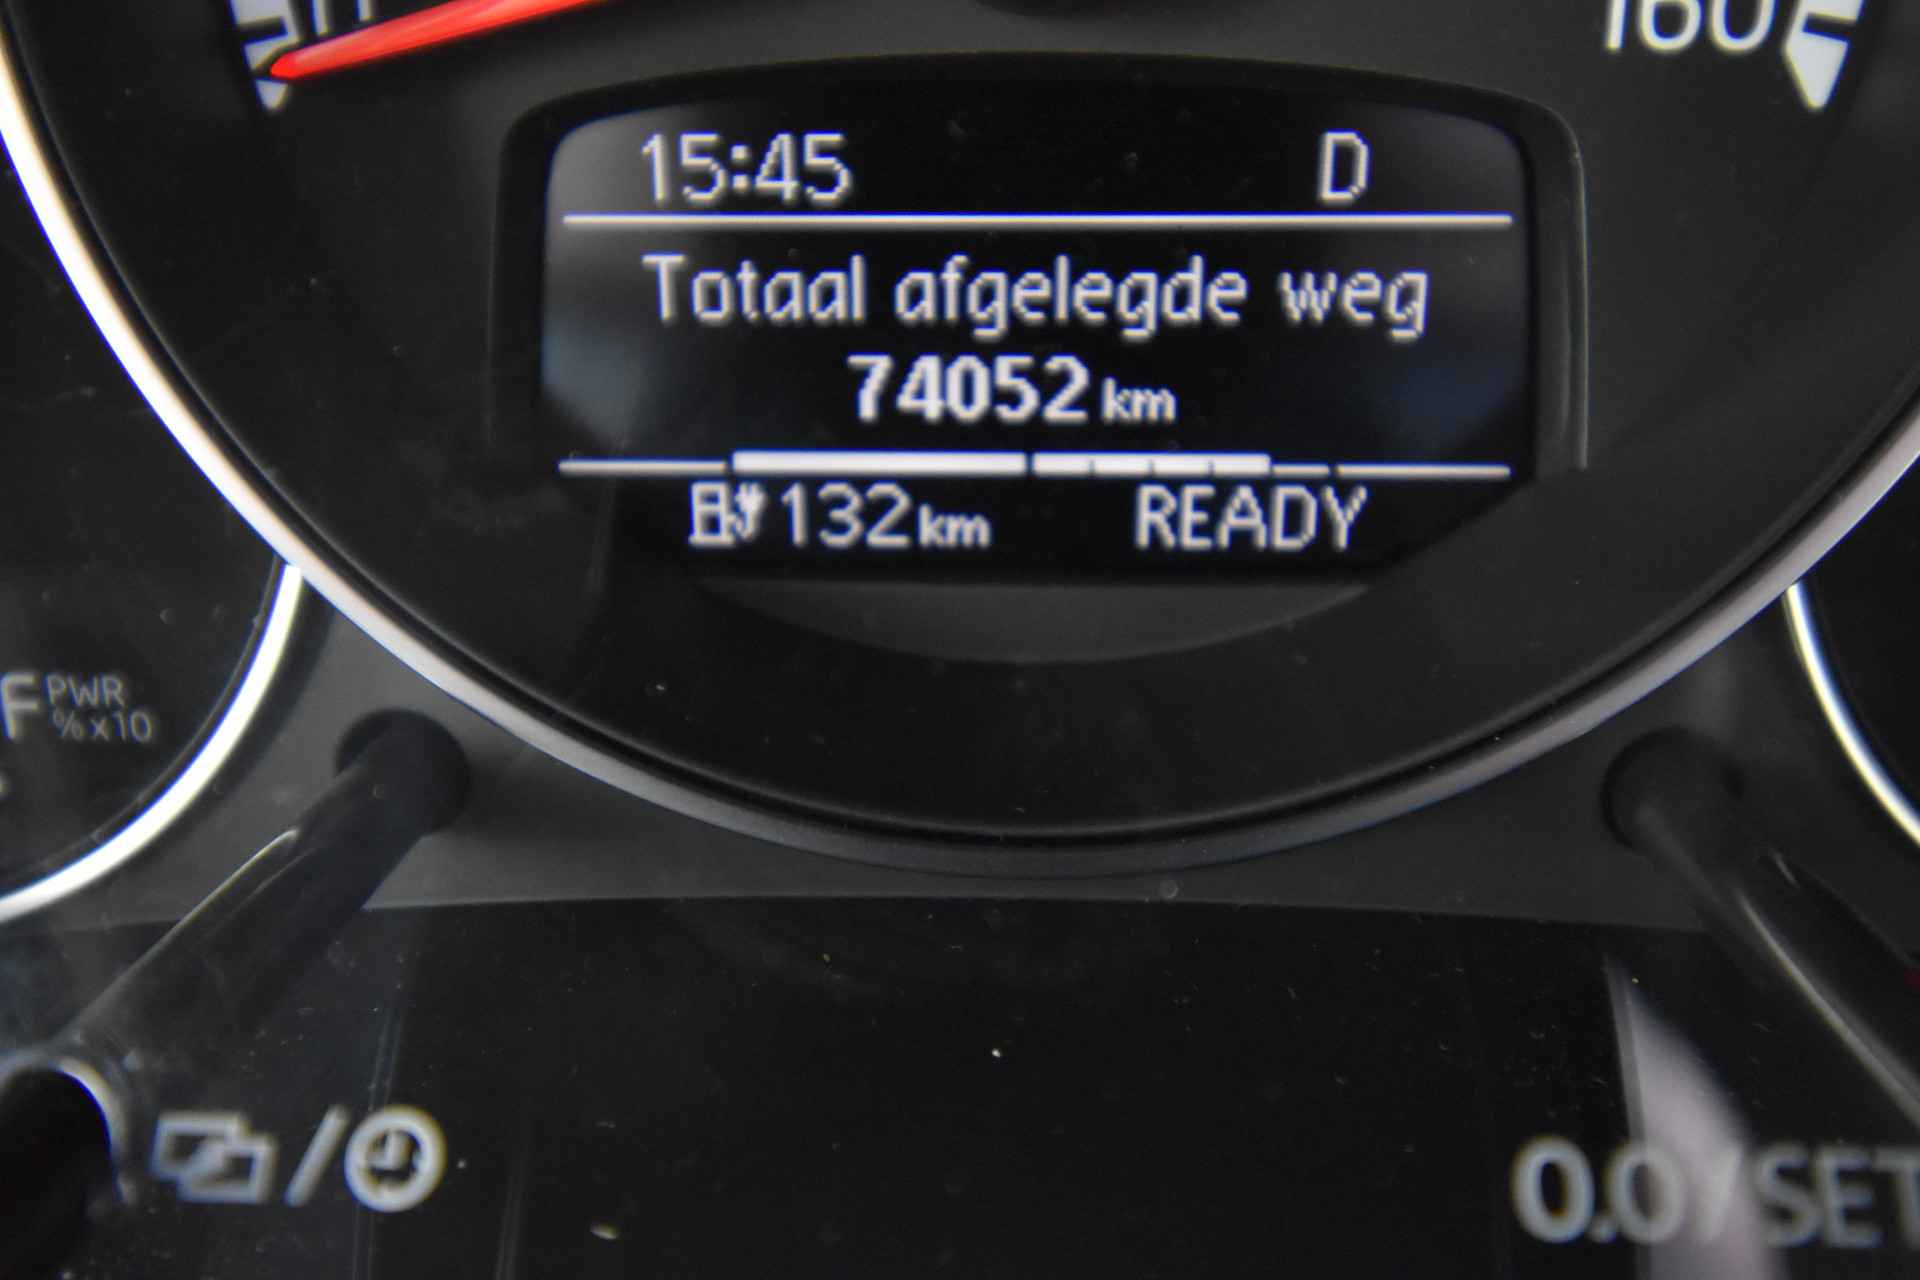 160
15:45 D
Totaal afgelegde weg
74052 km
132 km READY
F PWR
% x10
/
0.0/SET